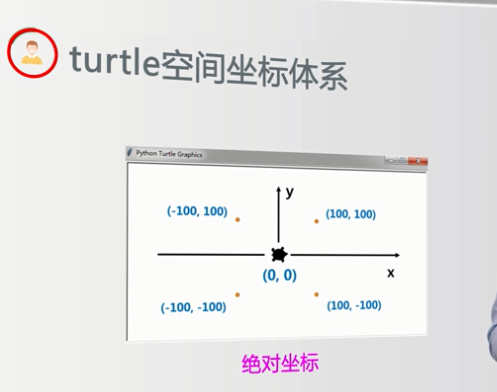 turtle空间坐标体系
Python Turtle Graphics
y
(-100, 100)
(100, 100)
(0, 0)
x
(-100, -100)
(100, -100)
绝对坐标